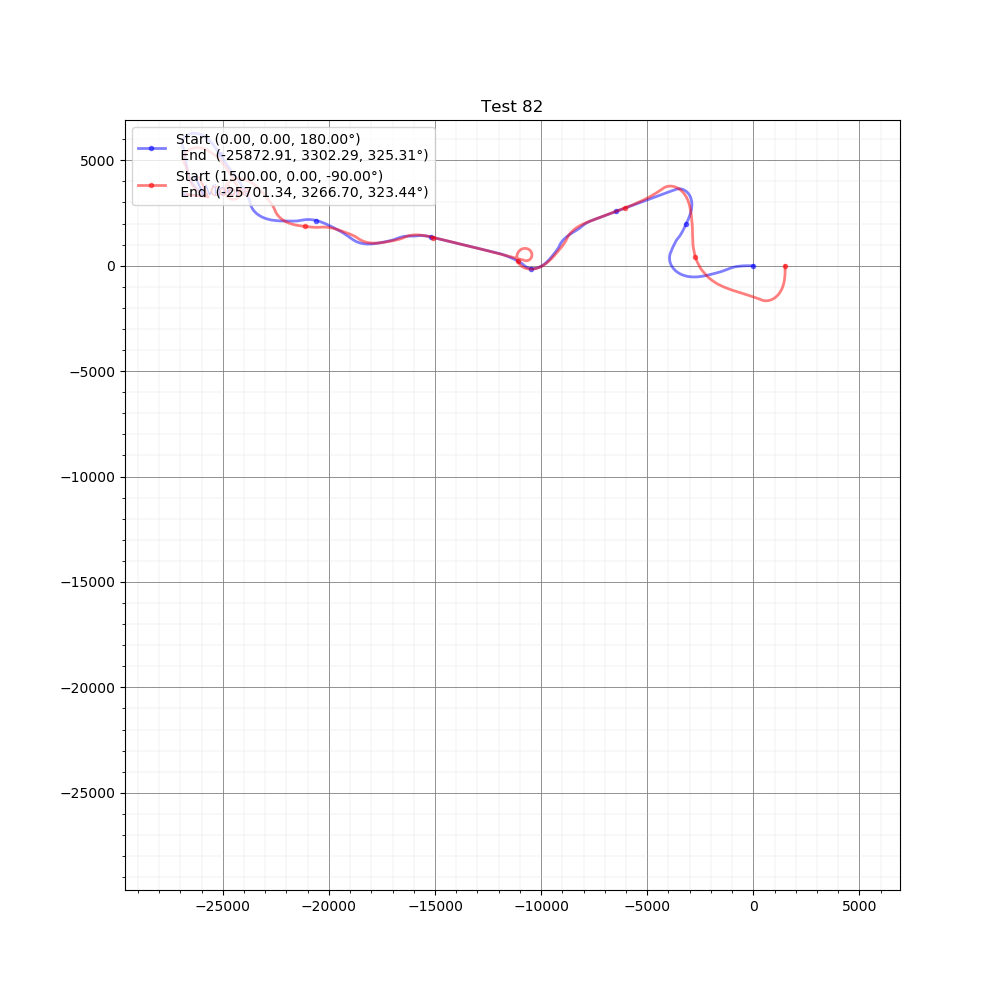 Test 82
Start (0.00, 0.00, 180.00°)
End (-25872.91, 3302.29, 325.31°)
Start (1500.00, 0.00, -90.00°)
End (-25701.34, 3266.70, 323.44°)
5000
0
−5000
−10000
−15000
−20000
−25000
−25000 −20000 −15000 −10000 −5000 0 5000